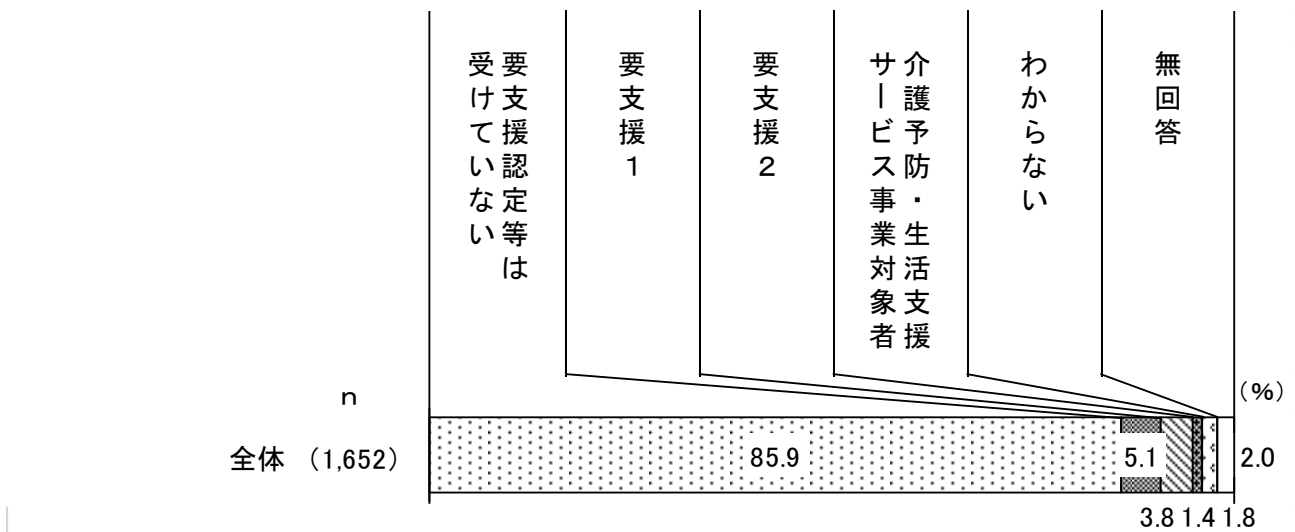 要支援認定等は
受けていない
要支援１
要支援２
介護予防・生活支援
サービス事業対象者
わからない
無回答
(%)
ｎ
全体 (1,652)
85.9
5.1
2.0
3.8 1.4 1.8